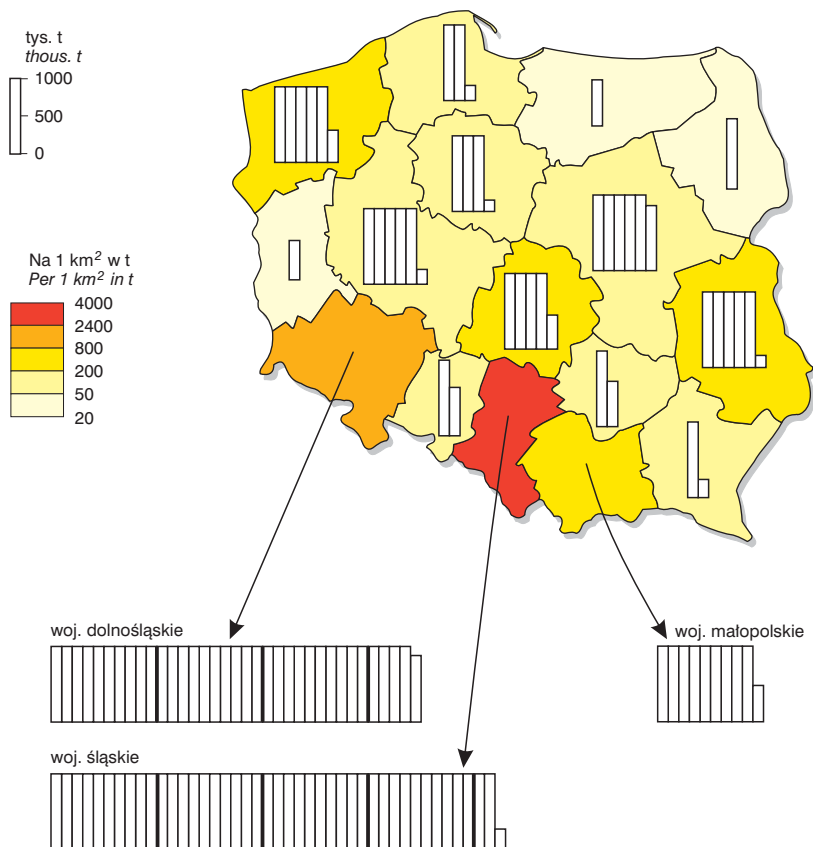 tys. t
thous. t
1000
500
0
Na 1 km² w t
Per 1 km² in t
4000
2400
800
200
50
20
woj. dolnośląskie
woj. małopolskie
woj. śląskie